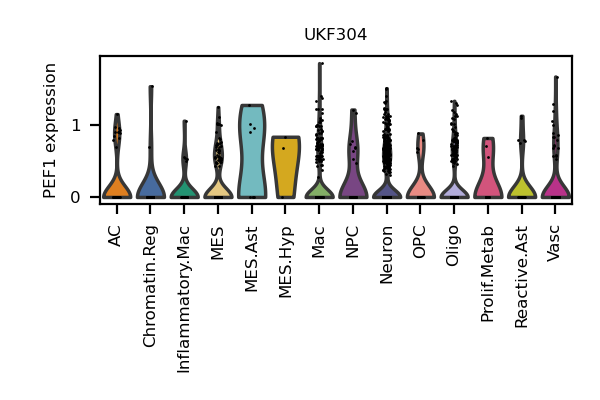 UKF304
PEF1 expression
1
0
AC
Chromatin.Reg
Inflammatory.Mac
MES
MES.Ast
MES.Hyp
Mac
NPC
Neuron
OPC
Oligo
Prolif.Metab
Reactive.Ast
Vasc